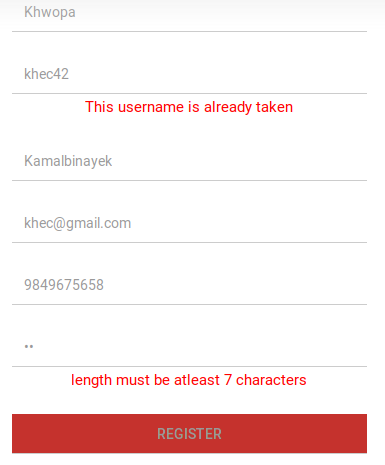 Khwopa
khec42
This username is already taken
Kamalbinayek
khec@gmail.com
9849675658
••
length must be atleast 7 characters
REGISTER